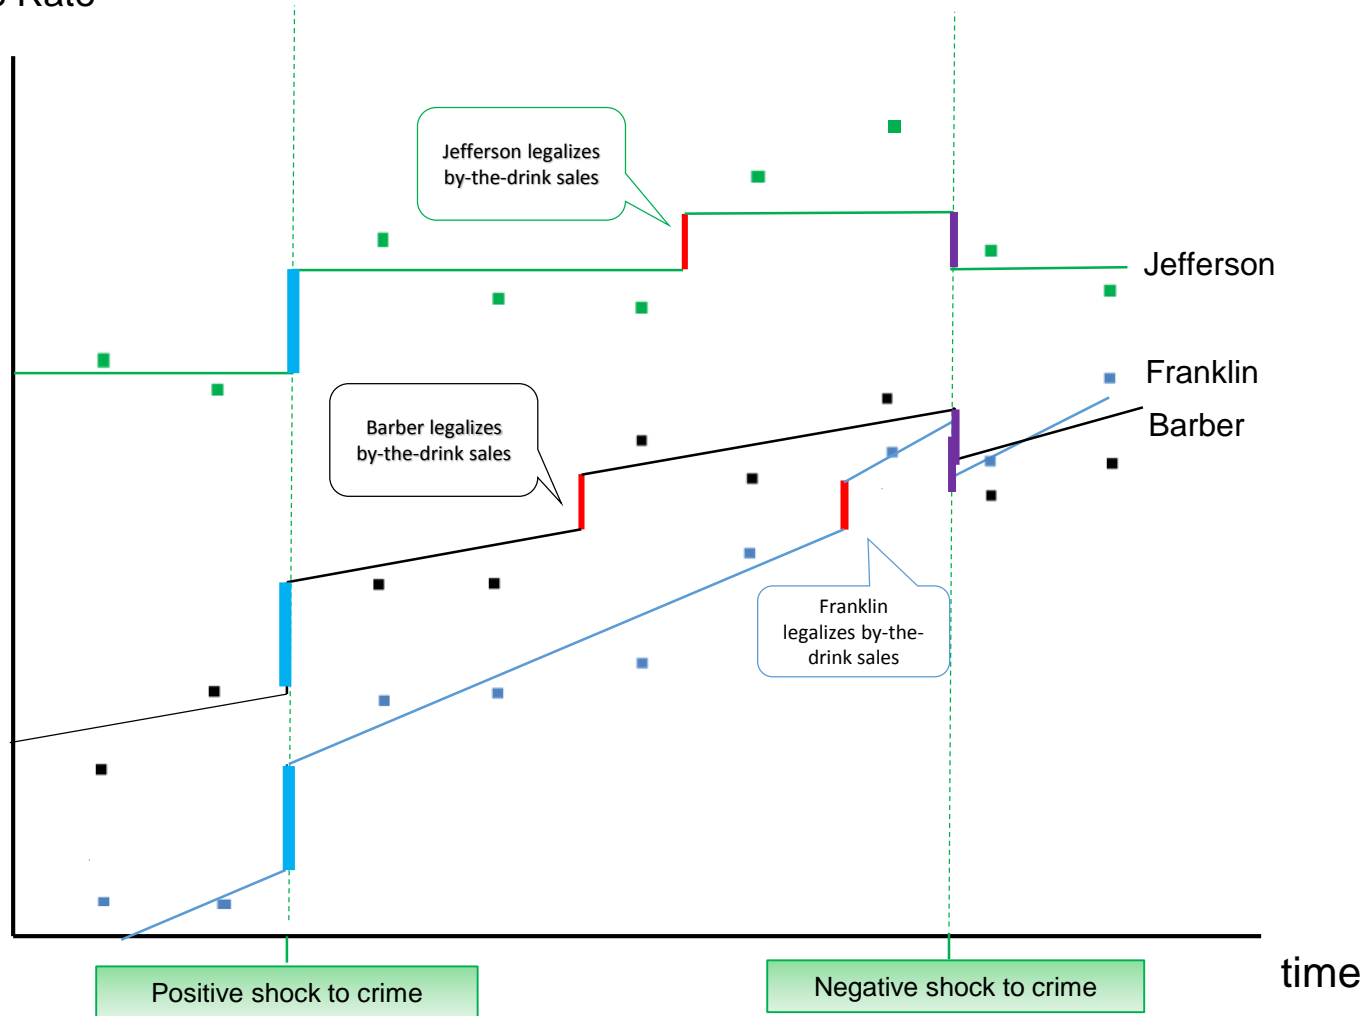 Rate
Jefferson legalizes
by-the-drink sales
Jefferson
Franklin
Barber
Barber legalizes
by-the-drink sales
Franklin
legalizes by-the-
drink sales
time
Positive shock to crime
Negative shock to crime